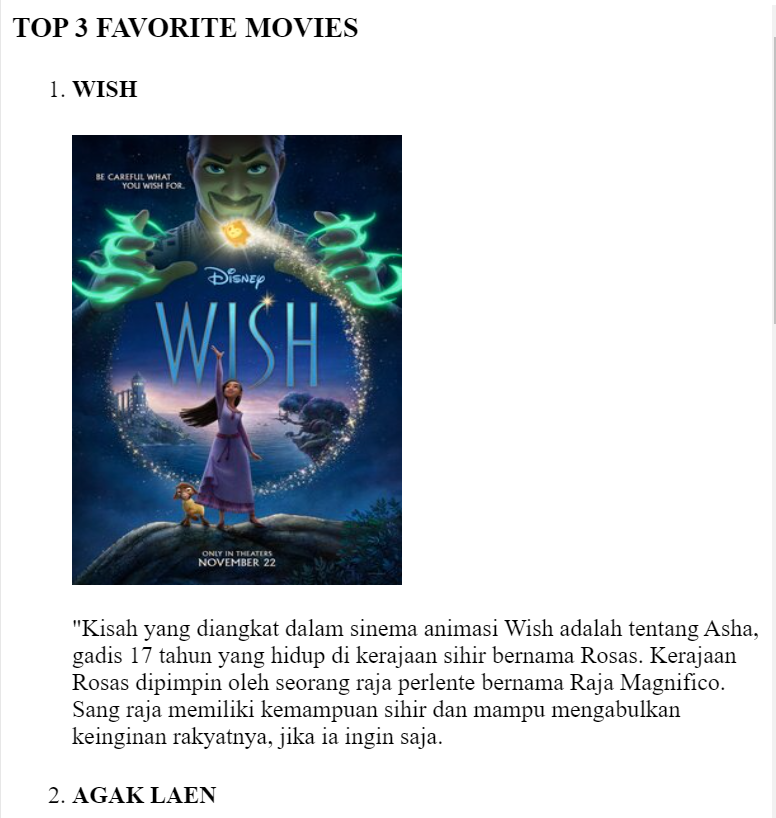 TOP 3 FAVORITE MOVIES
1. WISH
BE CAREFUL WHAT
YOU WISH FOR.
Disney
WISH
ONLY IN THEATERS
NOVEMBER 22
"Kisah yang diangkat dalam sinema animasi Wish adalah tentang Asha,
gadis 17 tahun yang hidup di kerajaan sihir bernama Rosas. Kerajaan
Rosas dipimpin oleh seorang raja perlente bernama Raja Magnifico.
Sang raja memiliki kemampuan sihir dan mampu mengabulkan
keinginan rakyatnya, jika ia ingin saja.
2. AGAK LAEN